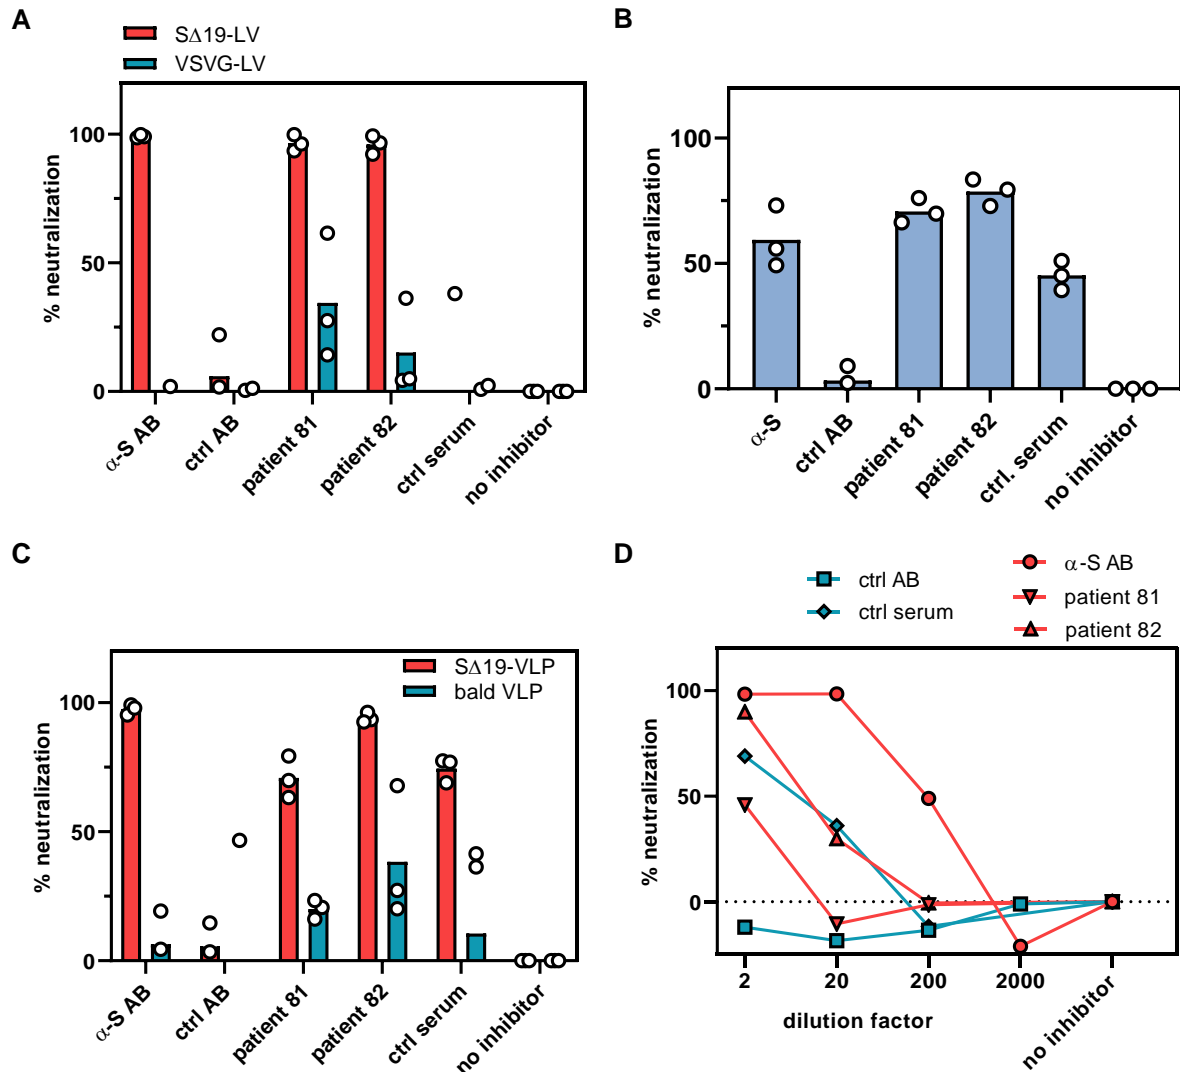 A
SΔ19-LV
VSVG-LV
% neutralization
100
50
0
α-S AB
ctrl AB
patient 81
patient 82
ctrl serum
no inhibitor
B
% neutralization
100
50
0
α-S
ctrl AB
patient 81
patient 82
ctrl. serum
no inhibitor
C
SΔ19-VLP
bald VLP
% neutralization
100
50
0
α-S AB
ctrl AB
patient 81
patient 82
ctrl serum
no inhibitor
D
ctrl AB
ctrl serum
α-S AB
patient 81
patient 82
% neutralization
100
50
0
2
20
200
2000
no inhibitor
dilution factor